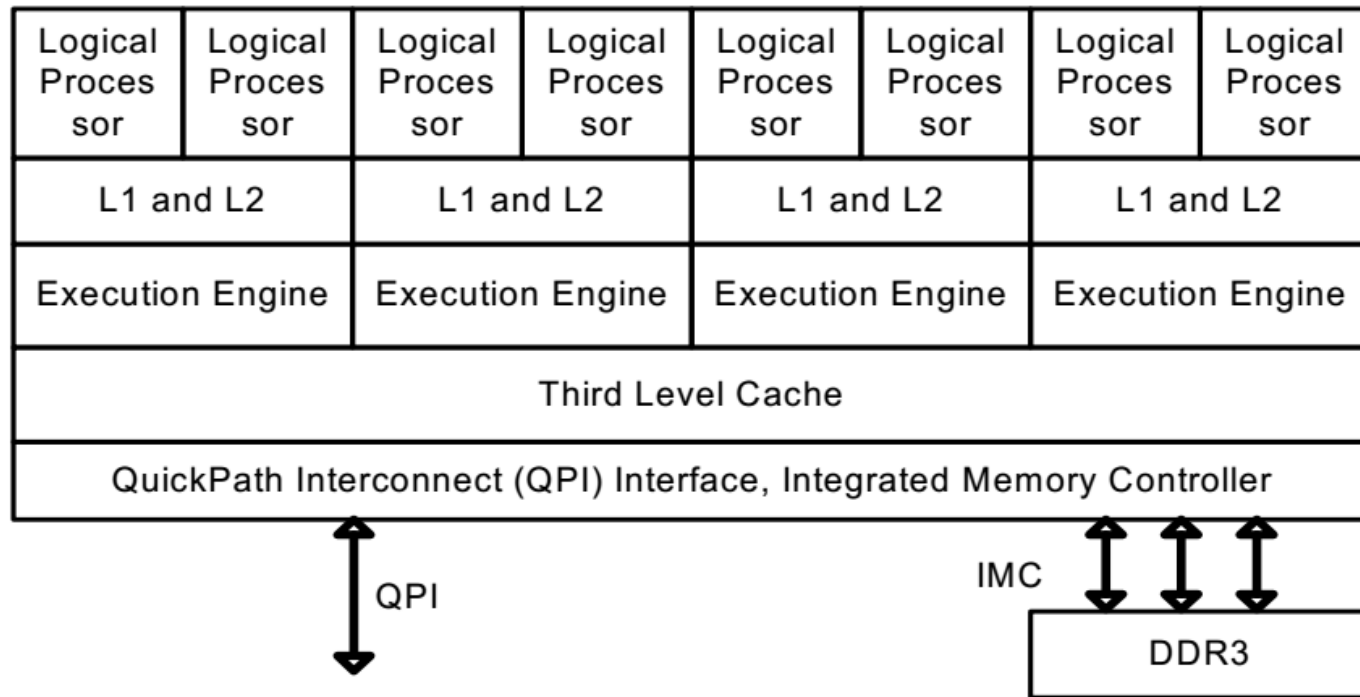 Logical Logical Logical Logical Logical Logical Logical Logical
Proces Proces Proces Proces Proces Proces Proces Proces
sor sor sor sor sor sor sor sor
L1 and L2 L1 and L2 L1 and L2 L1 and L2
Execution Engine Execution Engine Execution Engine Execution Engine
Third Level Cache
QuickPath Interconnect (QPI) Interface, Integrated Memory Controller
IMC
QPI
DDR3